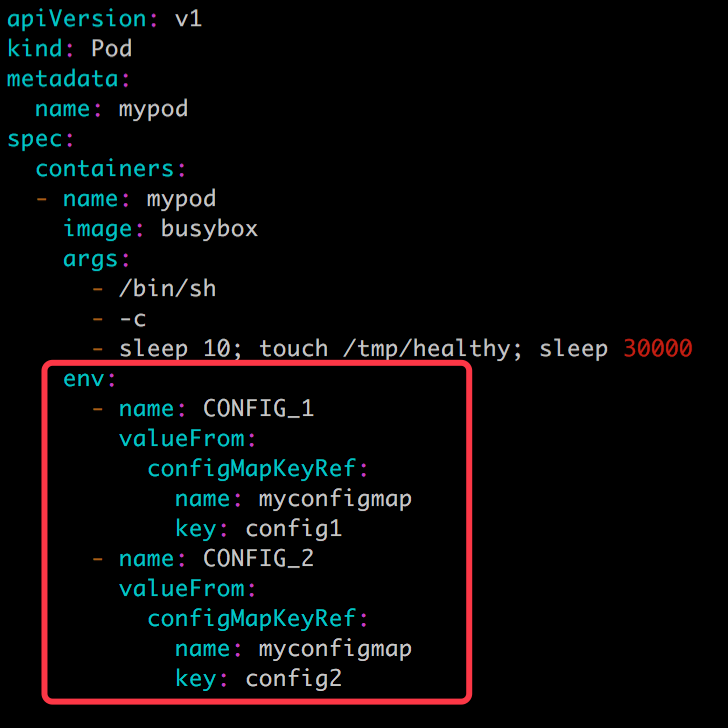 apiVersion: v1
kind: Pod
metadata:
  name: mypod
spec:
  containers:
  - name: mypod
    image: busybox
    args:
      - /bin/sh
      - -c
      - sleep 10; touch /tmp/healthy; sleep 30000
    env:
      - name: CONFIG_1
        valueFrom:
          configMapKeyRef:
            name: myconfigmap
            key: config1
      - name: CONFIG_2
        valueFrom:
          configMapKeyRef:
            name: myconfigmap
            key: config2